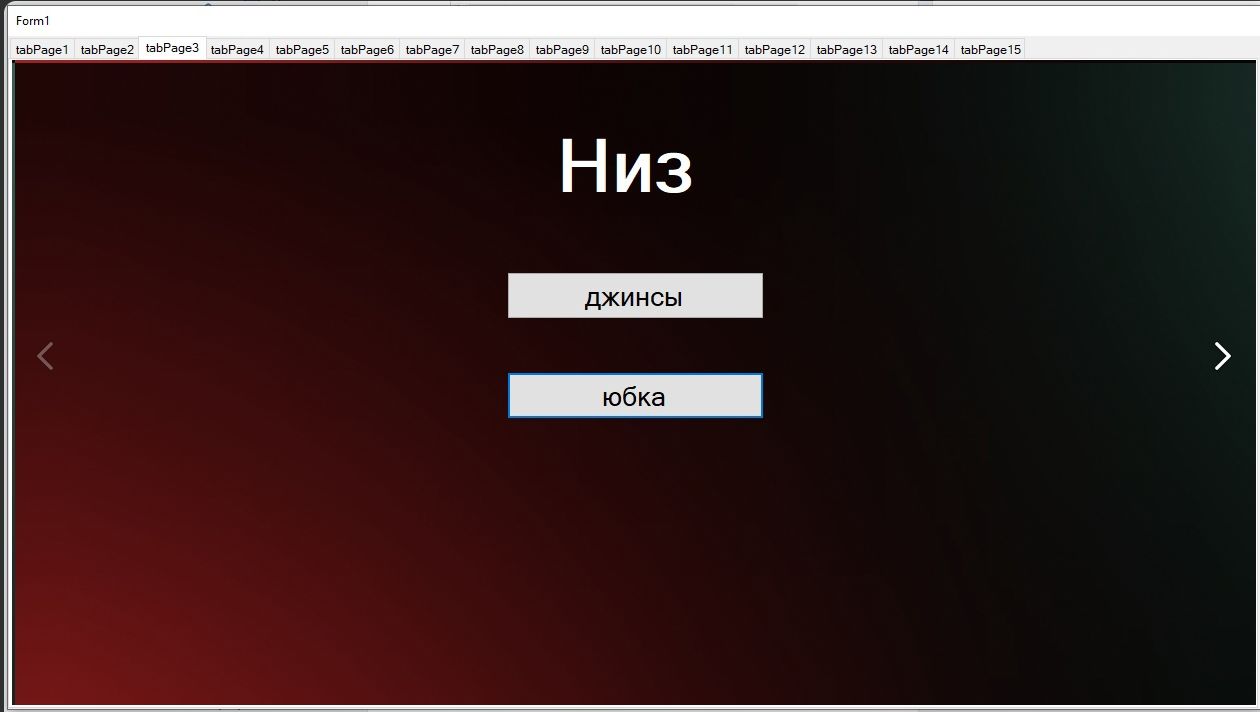 Form1
tabPage1 tabPage2 tabPage3 tabPage4 tabPage5 tabPage6 tabPage7 tabPage8 tabPage9 tabPage10 tabPage11 tabPage12 tabPage13 tabPage14 tabPage15
Низ
джинсы
юбка